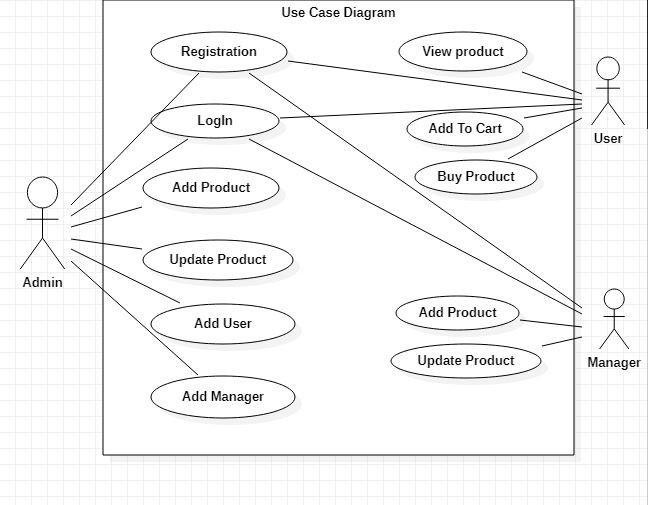 Use Case Diagram
Registration
View product
LogIn
Add To Cart
User
Add Product
Buy Product
Admin
Update Product
Add User
Add Product
Manager
Update Product
Add Manager